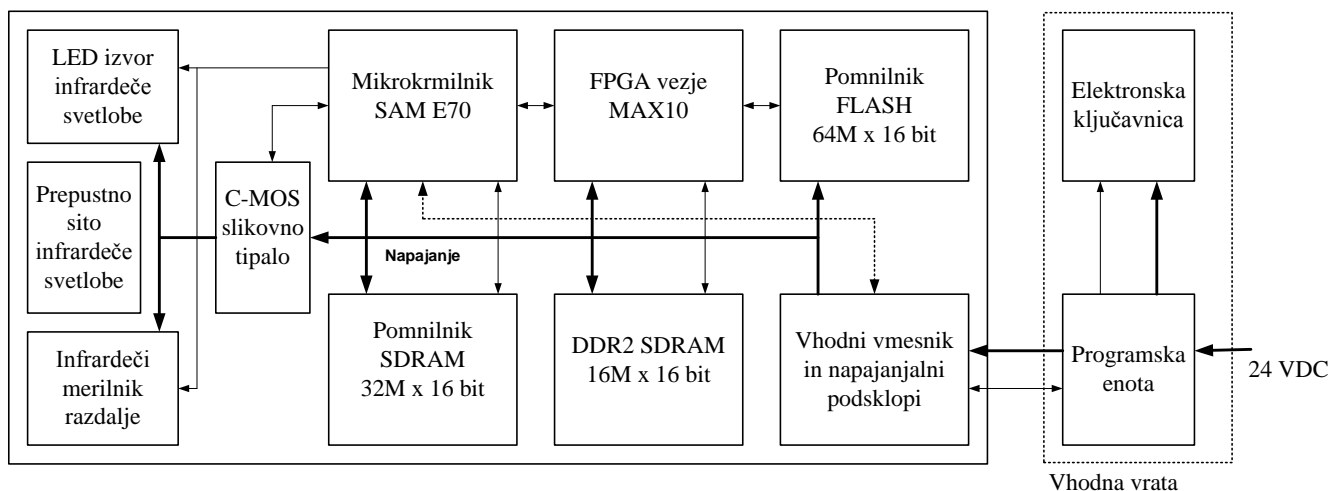 LED izvor
infrardeče
svetlobe
Mikrokrmilnik
SAM E70
FPGA vezje
MAX10
Pomnilnik
FLASH
64M x 16 bit
Elektronska
ključavnica
Prepustno
sito
infrardeče
svetlobe
C-MOS
slikovno
tipalo
Napajanje
Infrardeči
merilnik
razdalje
Pomnilnik
SDRAM
32M x 16 bit
DDR2 SDRAM
16M x 16 bit
Vhodni vmesnik
in napajanjalni
podsklopi
Programska
enota
24 VDC
Vhodna vrata